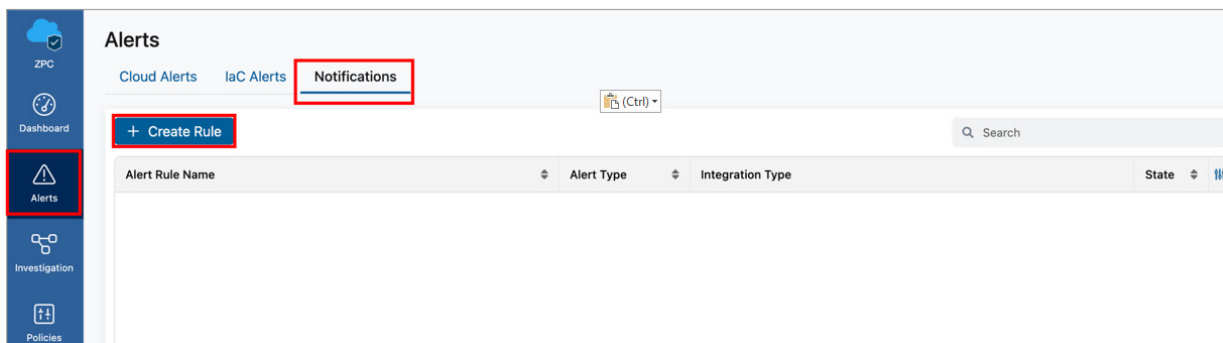 ZPC
Dashboard
Alerts
Investigation
Policies
Alerts
Cloud Alerts IaC Alerts Notifications
(Ctrl)
+ Create Rule
Search
Alert Rule Name Alert Type Integration Type State